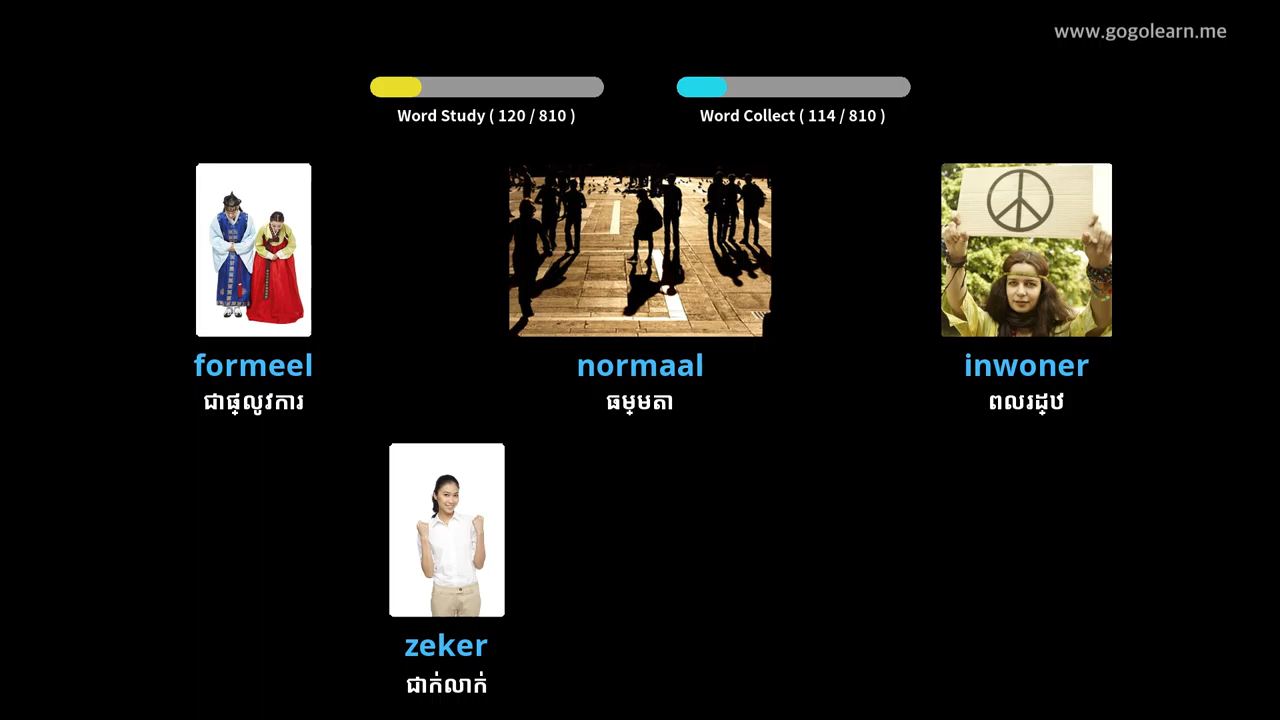 www.gogolearn.me
Word Study ( 120 / 810 )
Word Collect ( 114 / 810 )
formeel
ជាផ្លូវការ
normaal
ធម្មតា
inwoner
ពលរដ្ឋ
zeker
ជាក់លាក់